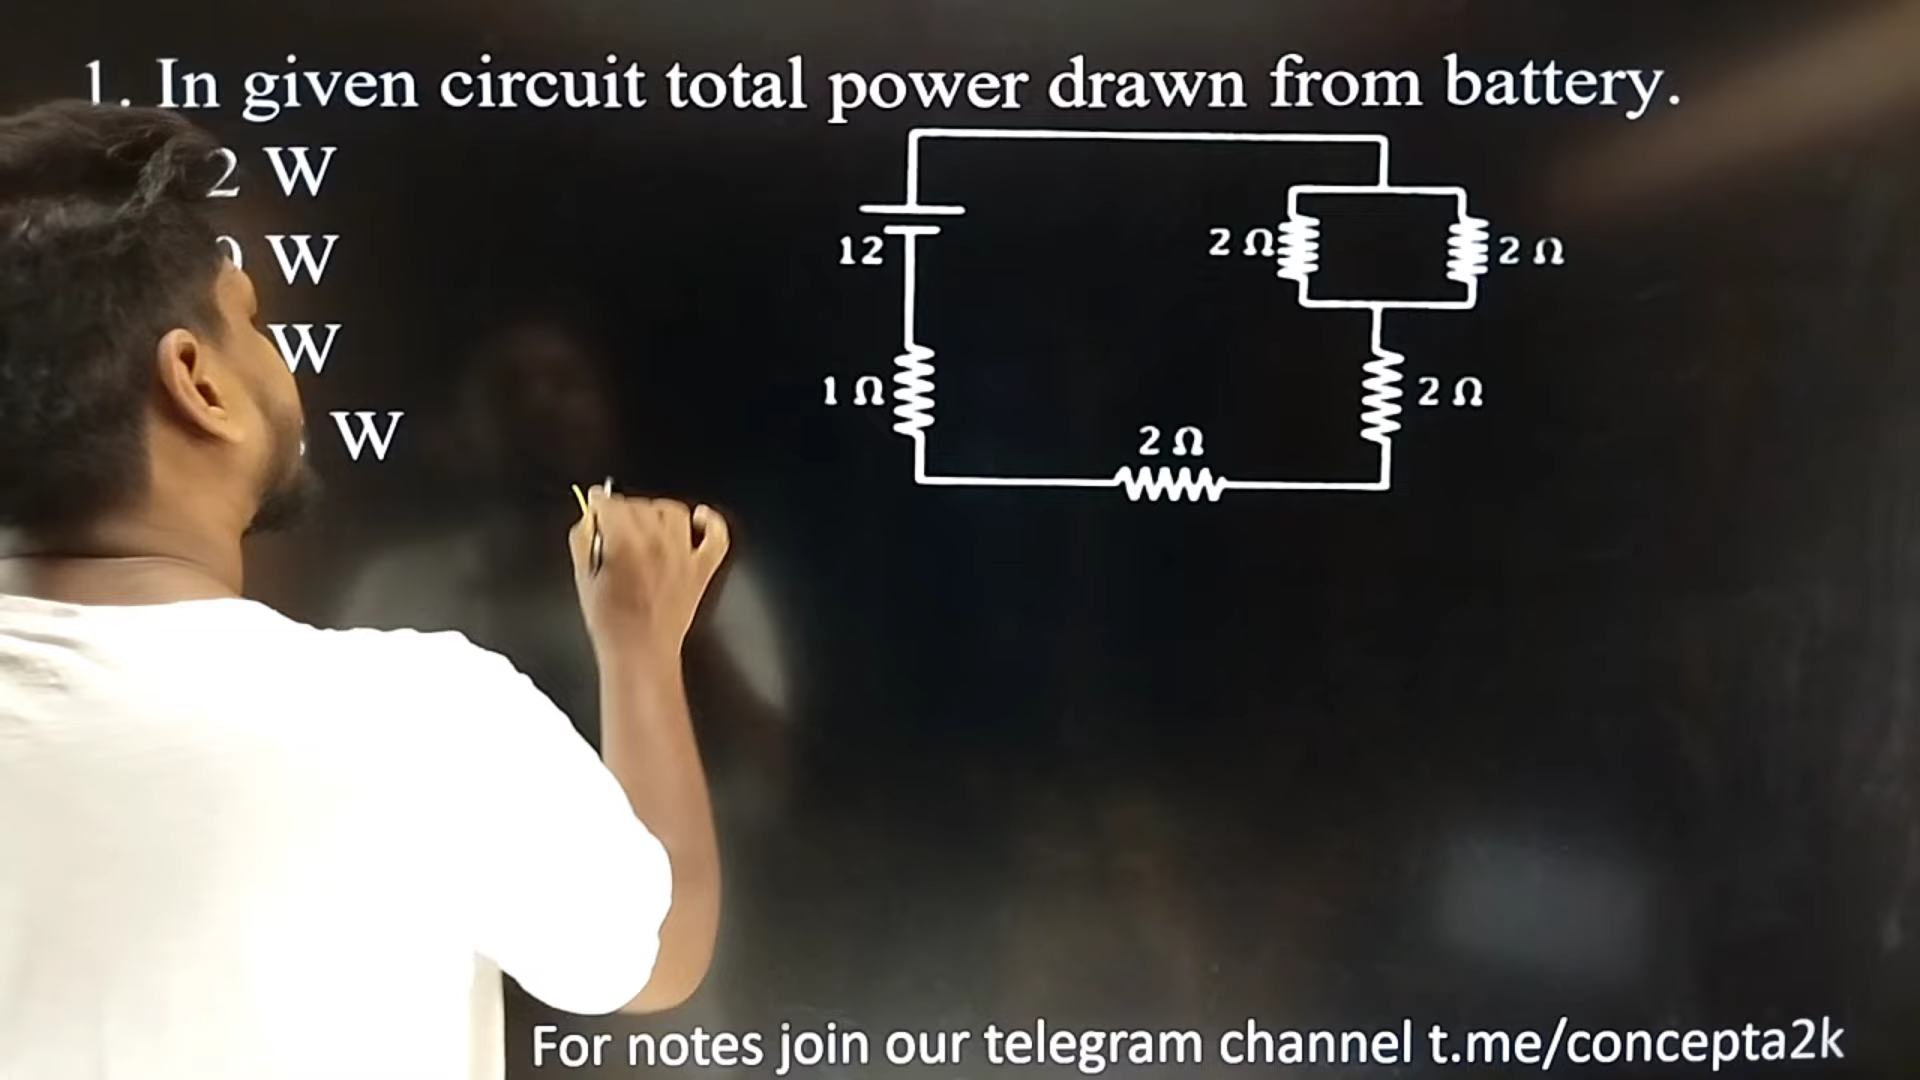 1. In given circuit total power drawn from battery.
2 W
W
W
W
12
2 Ω
2 Ω
1 Ω
2 Ω
2 Ω
For notes join our telegram channel t.me/concepta2k